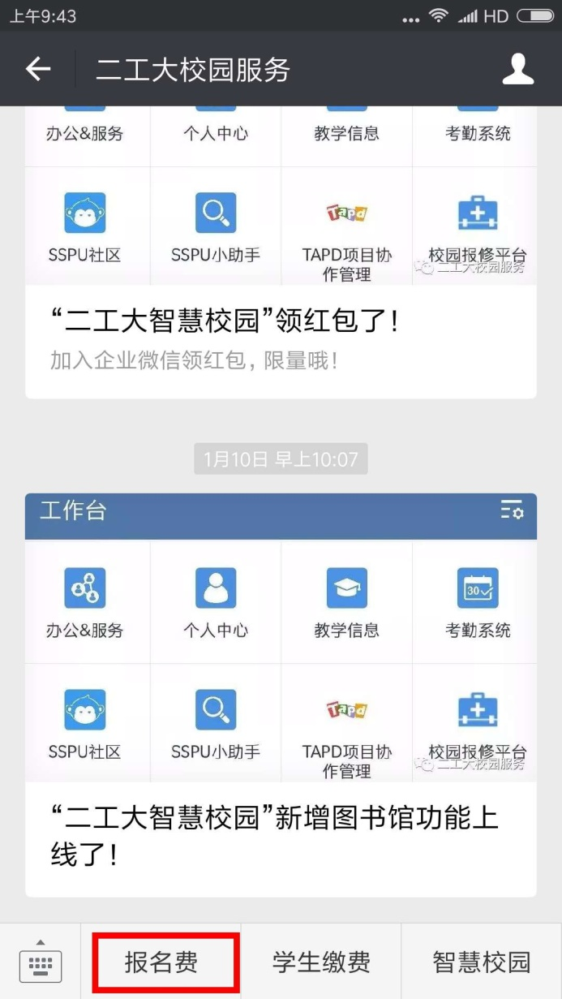 上午9:43
HD
二工大校园服务
办公&服务 个人中心 教学信息 考勤系统
SSPU社区 SSPU小助手 TAPD项目协 校园报修平台
Tapd
作管理
二工大校园服务
“二工大智慧校园”领红包了！
加入企业微信领红包，限量哦！
1月10日 早上10:07
工作台
30
办公&服务 个人中心 教学信息 考勤系统
Tapd
SSPU社区 SSPU小助手 TAPD项目协 校园报修平台
作管理
二工大校园服务
“二工大智慧校园”新增图书馆功能上
线了！
报名费 学生缴费 智慧校园